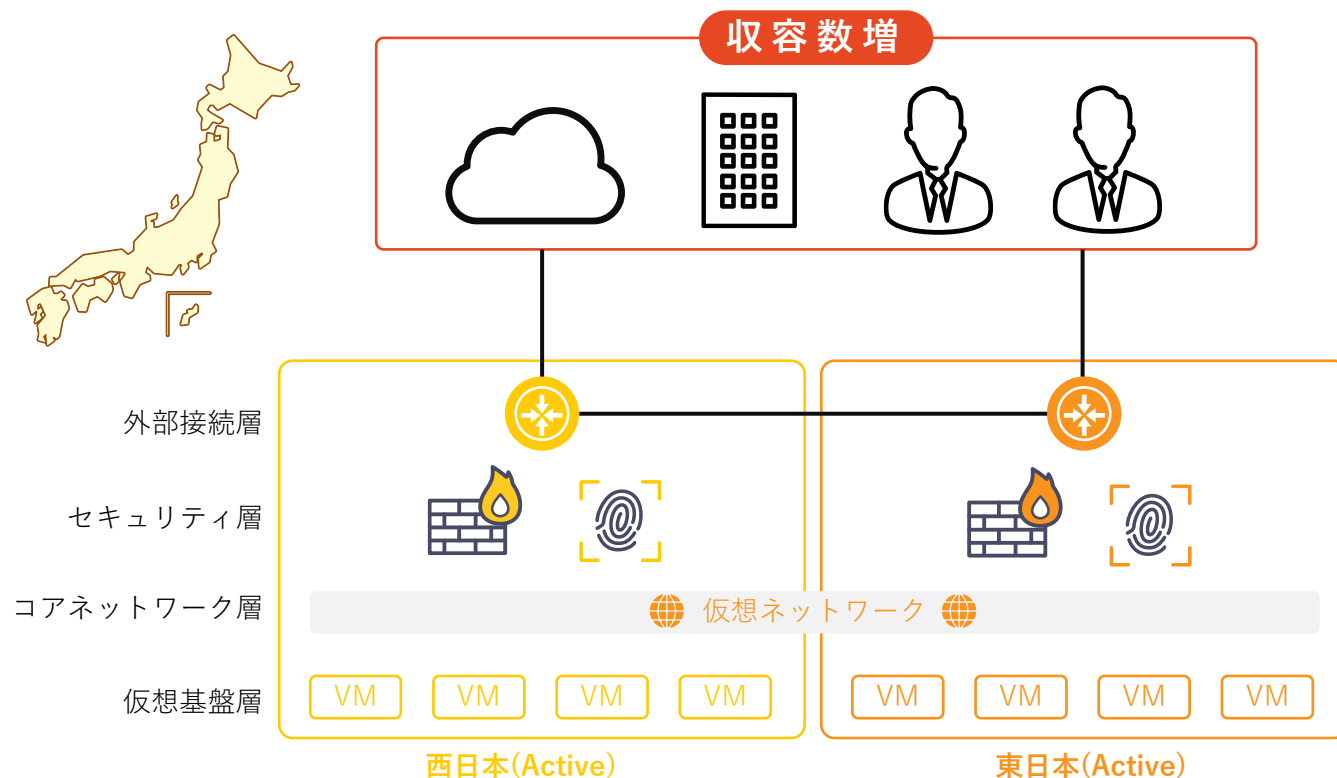 収容数増
外部接続層
セキュリティ層
コアネットワーク層
仮想ネットワーク
仮想基盤層
VM VM VM VM VM VM VM VM
西日本(Active) 東日本(Active)